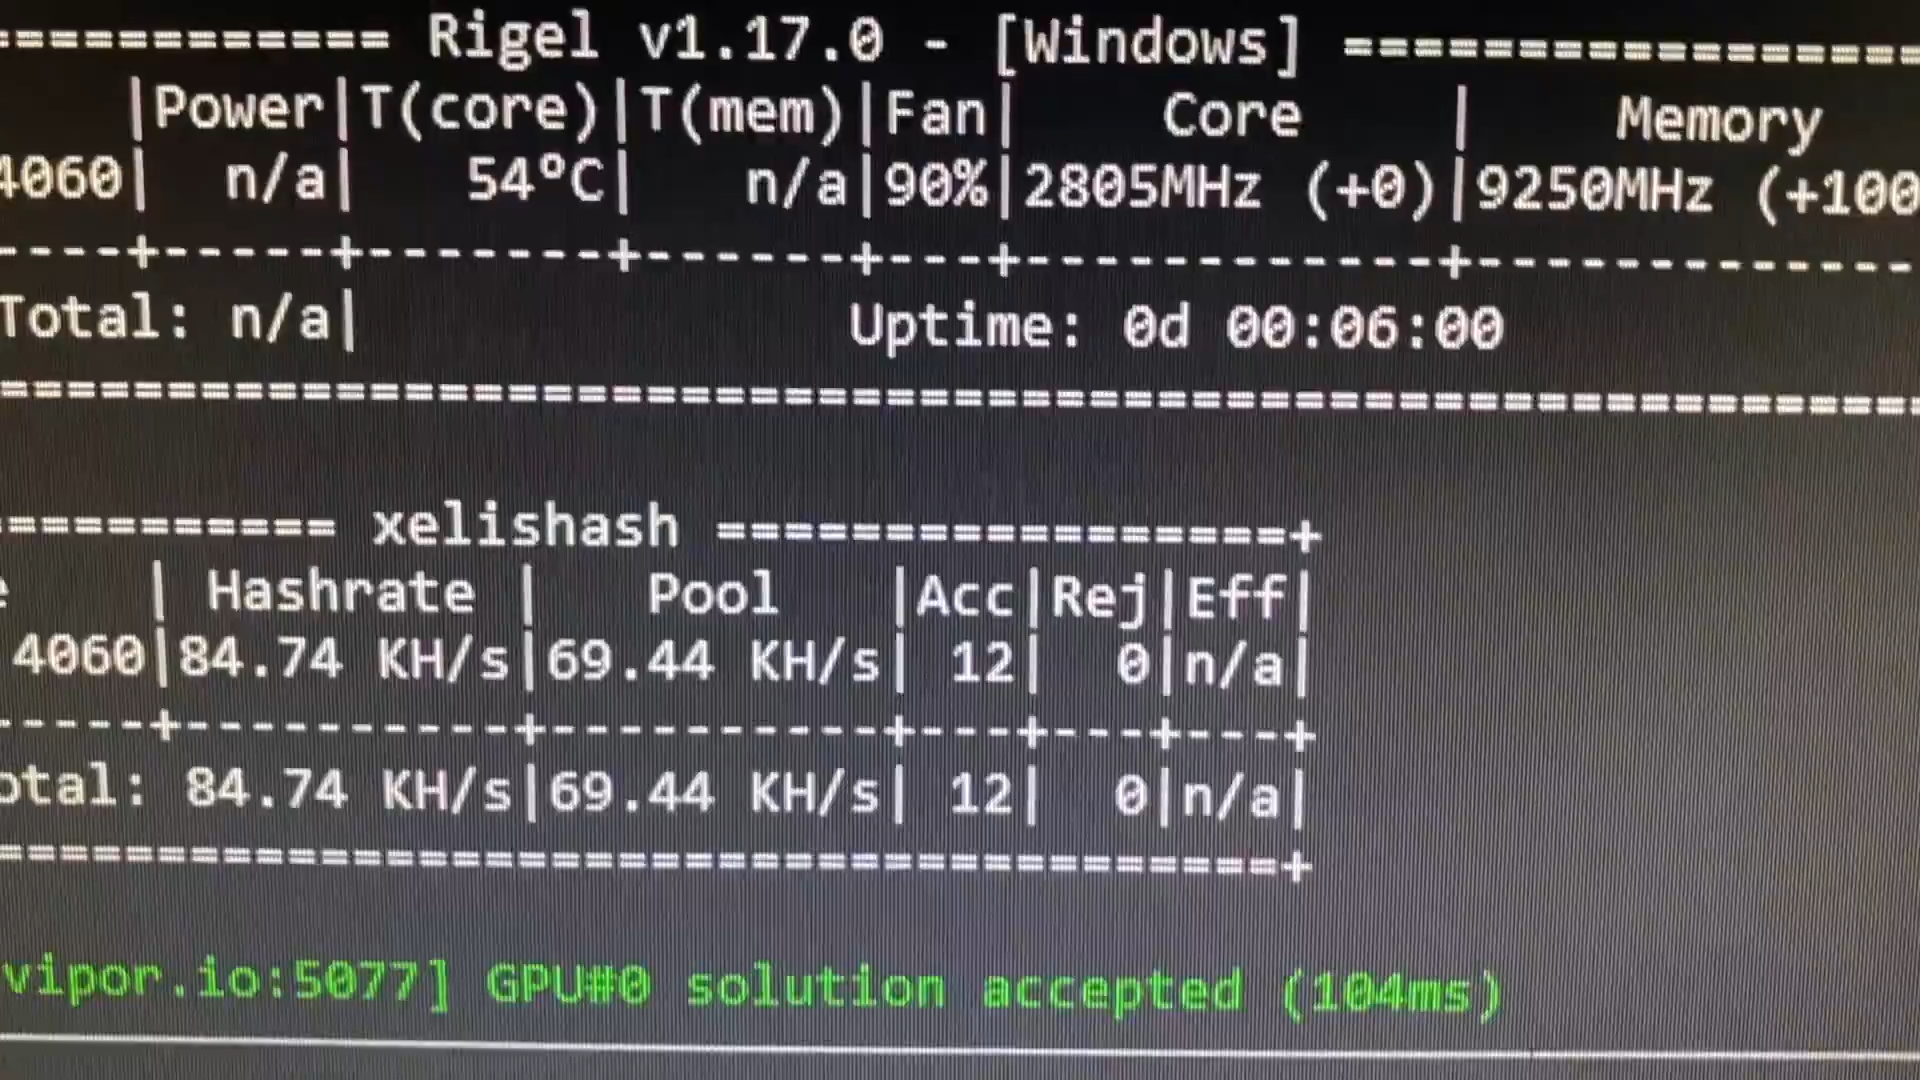 ============ Rigel v1.17.0 - [Windows] =================
|Power|T(core)|T(mem)|Fan| Core | Memory
4060| n/a| 54°C| n/a|90%|2805MHz (+0)|9250MHz (+100
----+-----+-------+------+---+------------+-------------
Total: n/a| Uptime: 0d 00:06:00
========================================================
========== xelishash =================+
e | Hashrate | Pool |Acc|Rej|Eff|
4060|84.74 KH/s|69.44 KH/s| 12| 0|n/a|
-----+----------+----------+---+---+---+
otal: 84.74 KH/s|69.44 KH/s| 12| 0|n/a|
======================================+
vipor.io:5077] GPU#0 solution accepted (104ms)